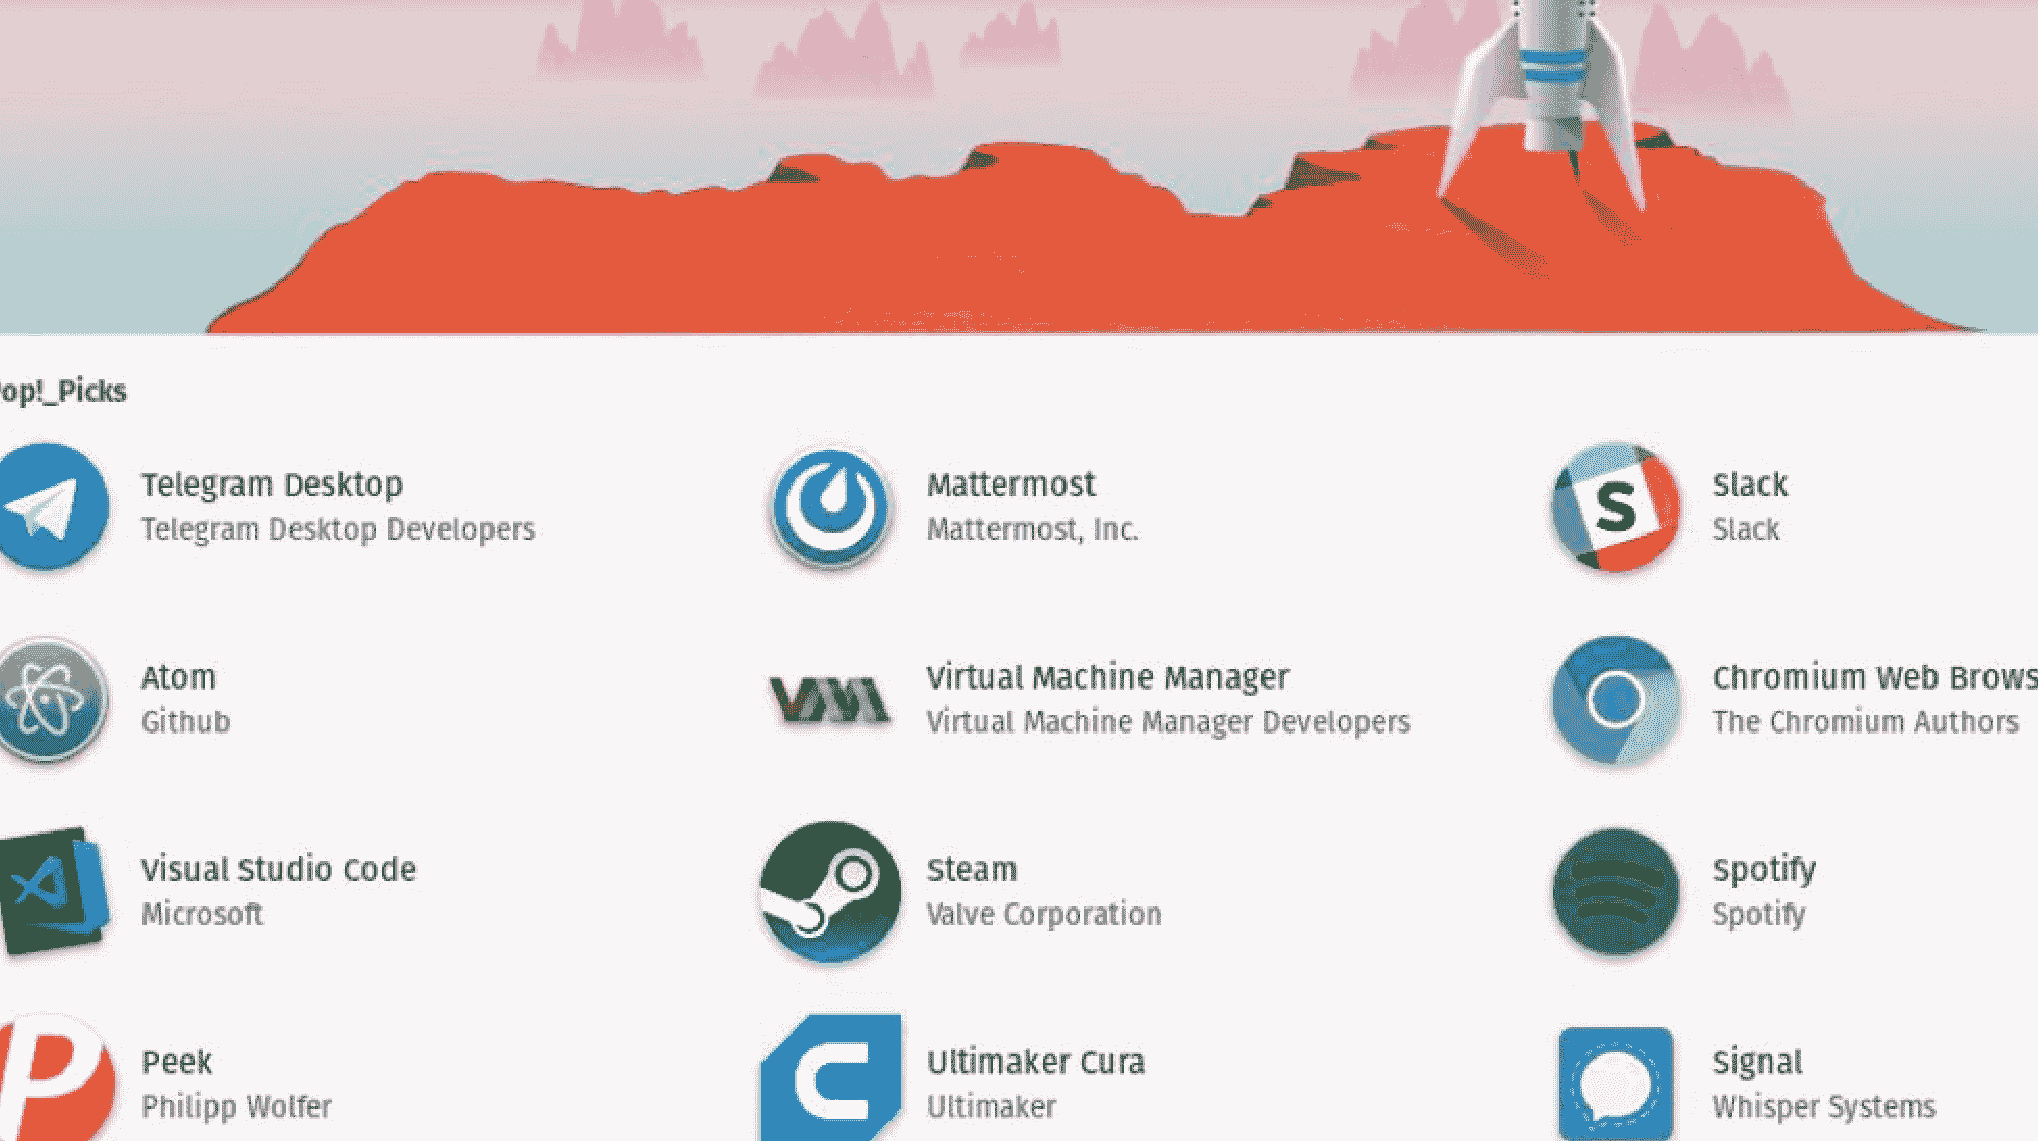 op!_Picks
Telegram Desktop
Telegram Desktop Developers
Mattermost
Mattermost, Inc.
S
Slack
Slack
Atom
Github
VMM
Virtual Machine Manager
Virtual Machine Manager Developers
Chromium Web Brows
The Chromium Authors
Visual Studio Code
Microsoft
Steam
Valve Corporation
Spotify
Spotify
P
Peek
Philipp Wolfer
C
Ultimaker Cura
Ultimaker
Signal
Whisper Systems